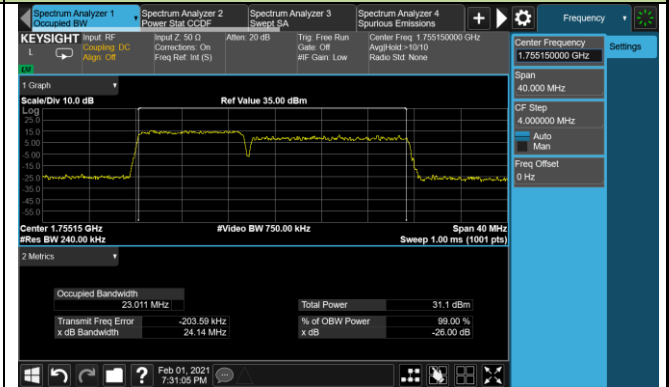 Spectrum Analyzer 1
Occupied BW
Spectrum Analyzer 2
Power Stat CCDF
Spectrum Analyzer 3
Swept SA
Spectrum Analyzer 4
Spurious Emissions
Frequency
KEYSIGHT
L
Input: RF
Coupling: DC
Align: Off
Input Z: 50 Ω
Corrections: On
Freq Ref: Int (S)
Atten: 20 dB
Trig: Free Run
Gate: Off
#IF Gain: Low
Center Freq: 1.755150000 GHz
Avg|Hold:>10/10
Radio Std: None
Center Frequency
1.755150000 GHz
Settings
Span
40.000 MHz
CF Step
4.000000 MHz
Auto
Man
Freq Offset
0 Hz
1 Graph
Scale/Div 10.0 dB
Ref Value 35.00 dBm
Log
25.0
15.0
5.00
-5.00
-15.0
-25.0
-35.0
-45.0
-55.0
Center 1.75515 GHz
#Video BW 750.00 kHz
Span 40 MHz
#Res BW 240.00 kHz
Sweep 1.00 ms (1001 pts)
2 Metrics
Occupied Bandwidth
23.011 MHz
Total Power
31.1 dBm
Transmit Freq Error
-203.59 kHz
% of OBW Power
99.00 %
x dB Bandwidth
24.14 MHz
x dB
-26.00 dB
?
Feb 01, 2021
7:31:05 PM